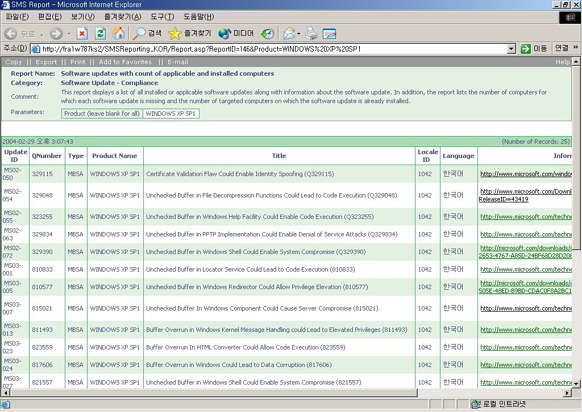 SMS Report - Microsoft Internet Explorer
파일(F) 편집(E) 보기(V) 즐겨찾기(A) 도구(T) 도움말(H)
뒤로 검색 즐겨찾기 미디어
주소(D) http://fra1w787ks2/SMSReporting_KOR/Report.asp?ReportID=146&Product=WINDOWS%20XP%20SP1 이동 연결 »
Copy || Export || Print || Add to Favorites || E-mail Help
Report Name: Software updates with count of applicable and installed computers
Category: Software Update - Compliance
Comment: This report displays a list of all installed or applicable software updates along with information about the software update. In addition, the report lists the number of computers for
which each software update is missing and the number of targeted computers on which the software update is already installed.
Parameters: Product (leave blank for all) WINDOWS XP SP1
2004-02-29 오후 3:07:43 (Number of Records: 25)
Update ID QNumber Type Product Name Title Locale ID Language Inform
MS02-050 329115 MBSA WINDOWS XP SP1 Certificate Validation Flaw Could Enable Identity Spoofing (Q329115) 1042 한국어 http://www.microsoft.com/window
MS02-054 329048 MBSA WINDOWS XP SP1 Unchecked Buffer in File Decompression Functions Could Lead to Code Execution (Q329048) 1042 한국어 http://www.microsoft.com/Downl
ReleaseID=43419
MS02-055 323255 MBSA WINDOWS XP SP1 Unchecked Buffer in Windows Help Facility Could Enable Code Execution (Q323255) 1042 한국어 http://www.microsoft.com/techne
MS02-063 329834 MBSA WINDOWS XP SP1 Unchecked Buffer in PPTP Implementation Could Enable Denial of Service Attacks (Q329834) 1042 한국어 http://www.microsoft.com/techne
MS02-072 329390 MBSA WINDOWS XP SP1 Unchecked Buffer in Windows Shell Could Enable System Compromise (Q329390) 1042 한국어 http://microsoft.com/downloads/d
MS03-001 810833 MBSA WINDOWS XP SP1 Unchecked Buffer in Locator Service Could Lead to Code Execution (810833) 1042 한국어 http://www.microsoft.com/techne
MS03-005 810577 MBSA WINDOWS XP SP1 Unchecked Buffer in Windows Redirector Could Allow Privilege Elevation (810577) 1042 한국어 http://microsoft.com/downloads/d
MS03-007 815021 MBSA WINDOWS XP SP1 Unchecked Buffer In Windows Component Could Cause Server Compromise (815021) 1042 한국어 http://www.microsoft.com/techne
MS03-013 811493 MBSA WINDOWS XP SP1 Buffer Overrun in Windows Kernel Message Handling could Lead to Elevated Privileges (811493) 1042 한국어 http://www.microsoft.com/techne
MS03-023 823559 MBSA WINDOWS XP SP1 Buffer Overrun In HTML Converter Could Allow Code Execution (823559) 1042 한국어 http://www.microsoft.com/techne
MS03-024 817606 MBSA WINDOWS XP SP1 Buffer Overrun in Windows Could Lead to Data Corruption (817606) 1042 한국어 http://www.microsoft.com/techne
MS03-027 821557 MBSA WINDOWS XP SP1 Unchecked Buffer in Windows Shell Could Enable System Compromise (821557) 1042 한국어 http://www.microsoft.com/techne
로컬 인트라넷